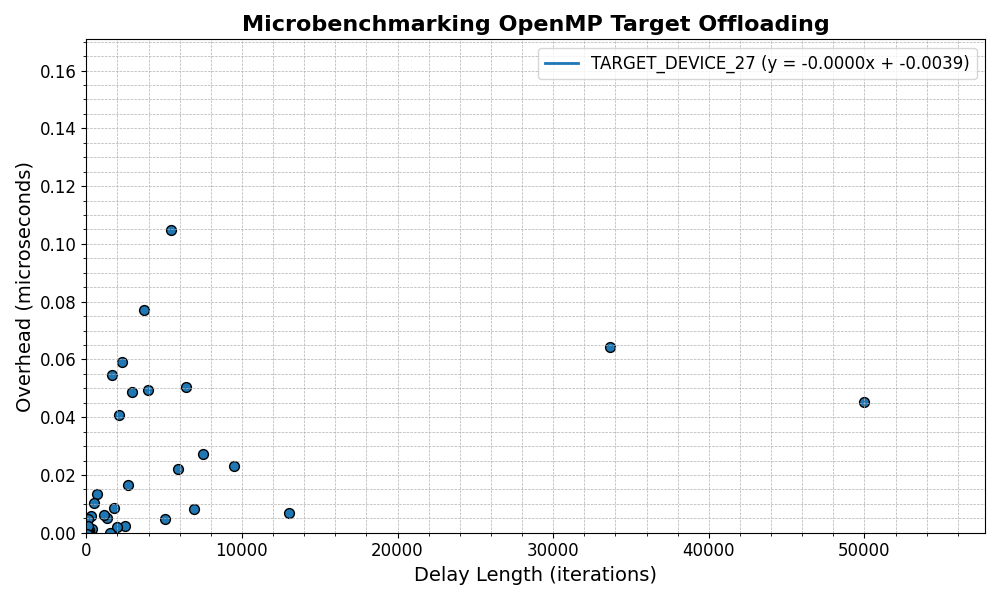 Microbenchmarking OpenMP Target Offloading
TARGET_DEVICE_27 (y = -0.0000x + -0.0039)
Overhead (microseconds)
0.16
0.14
0.12
0.10
0.08
0.06
0.04
0.02
0.00
0 10000 20000 30000 40000 50000
Delay Length (iterations)